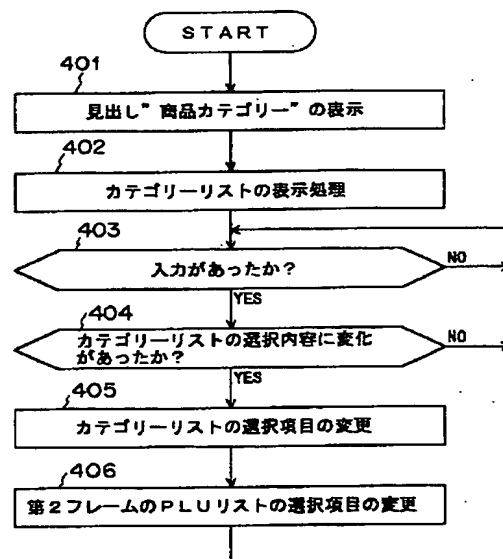 START
401
見出し"商品カテゴリー"の表示
402
カテゴリーリストの表示処理
403
入力があったか?
NO
YES
404
カテゴリーリストの選択内容に変化
があったか?
NO
YES
405
カテゴリーリストの選択項目の変更
406
第2フレームのPLUリストの選択項目の変更